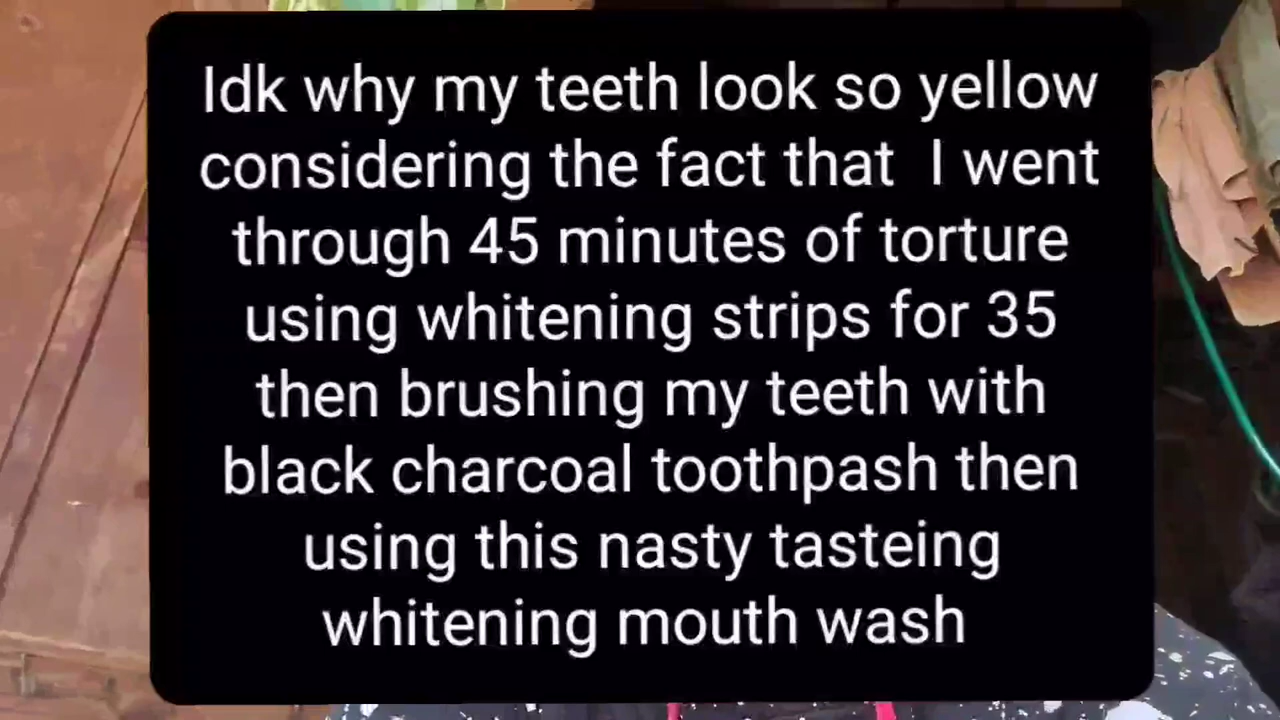 Idk why my teeth look so yellow
considering the fact that I went
through 45 minutes of torture
using whitening strips for 35
then brushing my teeth with
black charcoal toothpash then
using this nasty tasteing
whitening mouth wash